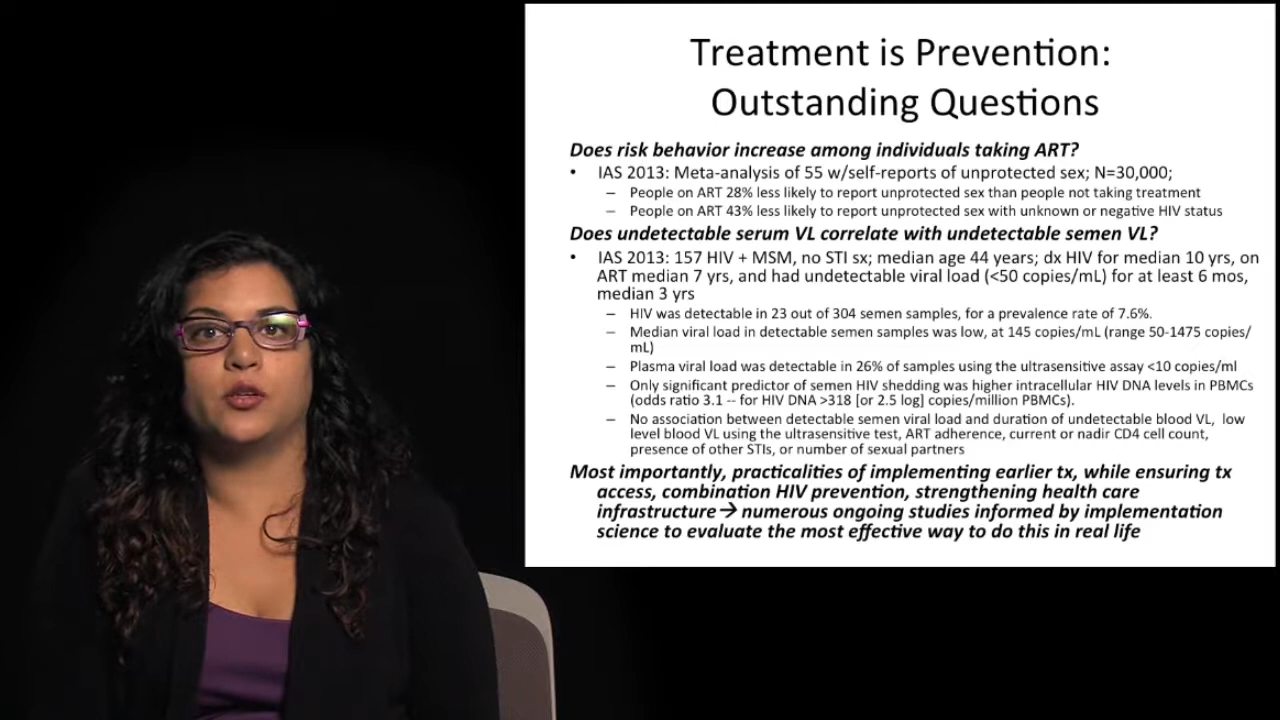 Treatment is Prevention:
Outstanding Questions
Does risk behavior increase among individuals taking ART?
• IAS 2013: Meta-analysis of 55 w/self-reports of unprotected sex; N=30,000;
– People on ART 28% less likely to report unprotected sex than people not taking treatment
– People on ART 43% less likely to report unprotected sex with unknown or negative HIV status
Does undetectable serum VL correlate with undetectable semen VL?
• IAS 2013: 157 HIV + MSM, no STI sx; median age 44 years; dx HIV for median 10 yrs, on
ART median 7 yrs, and had undetectable viral load (<50 copies/mL) for at least 6 mos,
median 3 yrs
– HIV was detectable in 23 out of 304 semen samples, for a prevalence rate of 7.6%.
– Median viral load in detectable semen samples was low, at 145 copies/mL (range 50-1475 copies/
mL)
– Plasma viral load was detectable in 26% of samples using the ultrasensitive assay <10 copies/ml
– Only significant predictor of semen HIV shedding was higher intracellular HIV DNA levels in PBMCs
(odds ratio 3.1 -- for HIV DNA >318 [or 2.5 log] copies/million PBMCs).
– No association between detectable semen viral load and duration of undetectable blood VL, low
level blood VL using the ultrasensitive test, ART adherence, current or nadir CD4 cell count,
presence of other STIs, or number of sexual partners
Most importantly, practicalities of implementing earlier tx, while ensuring tx
access, combination HIV prevention, strengthening health care
infrastructure→ numerous ongoing studies informed by implementation
science to evaluate the most effective way to do this in real life